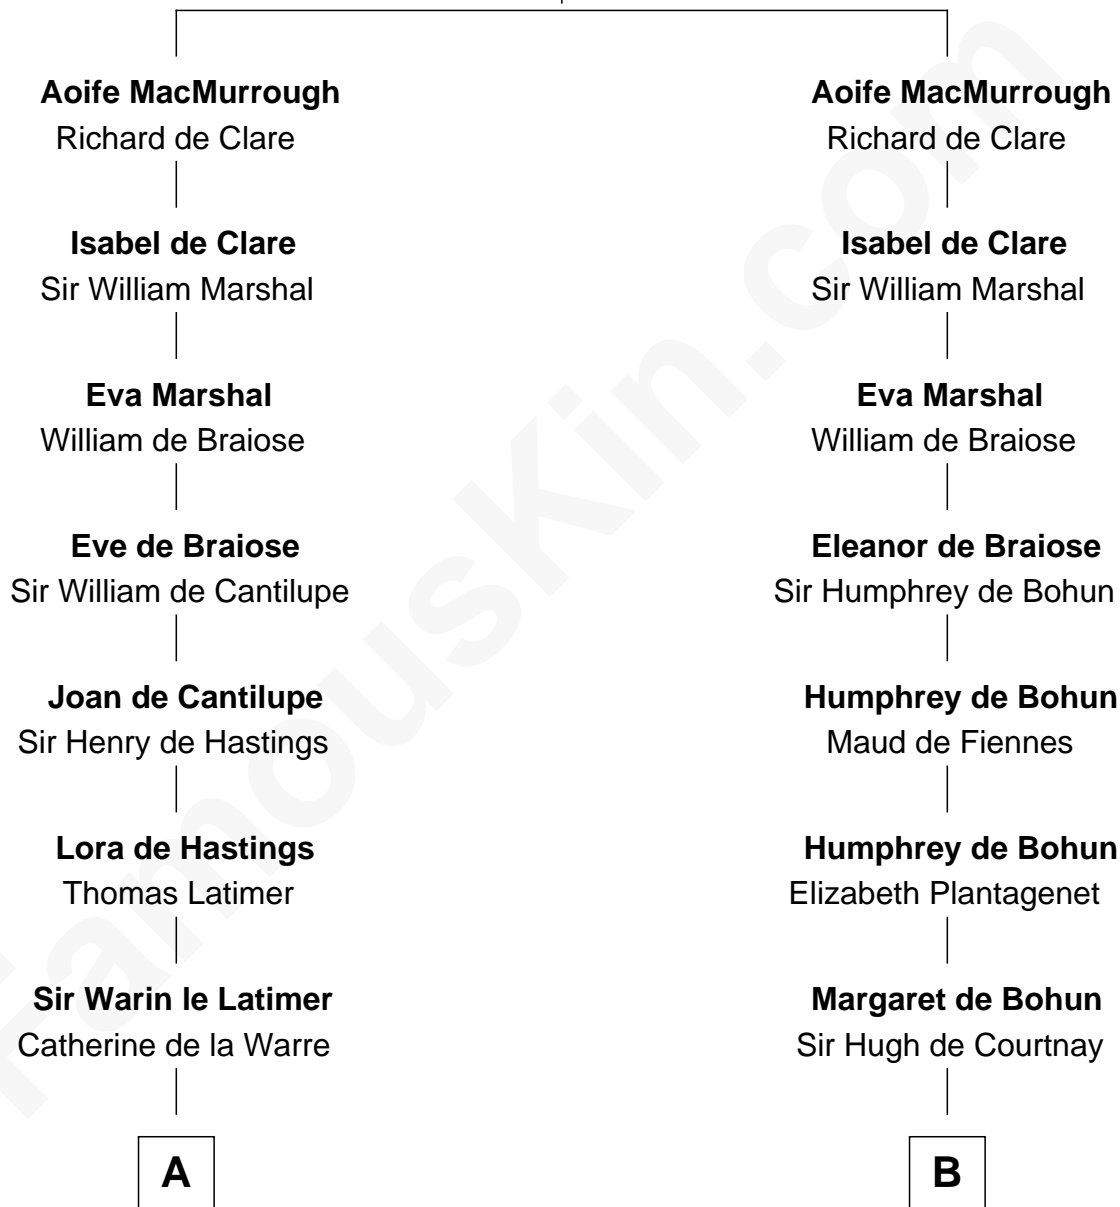 Aoife MacMurrough
Richard de Clare
Isabel de Clare
Sir William Marshal
Eva Marshal
William de Braiose
Eve de Braiose
Sir William de Cantilupe
Joan de Cantilupe
Sir Henry de Hastings
Lora de Hastings
Thomas Latimer
Sir Warin le Latimer
Catherine de la Warre
A
Aoife MacMurrough
Richard de Clare
Isabel de Clare
Sir William Marshal
Eva Marshal
William de Braiose
Eleanor de Braiose
Sir Humphrey de Bohun
Humphrey de Bohun
Maud de Fiennes
Humphrey de Bohun
Elizabeth Plantagenet
Margaret de Bohun
Sir Hugh de Courtnay
B
FamousKin.com